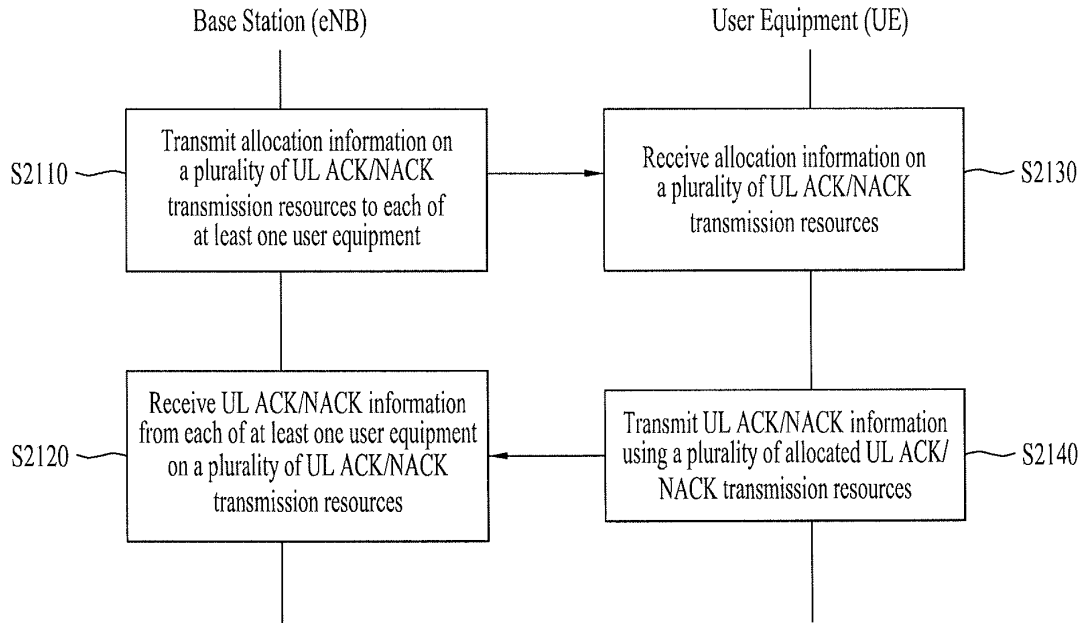 Base Station (eNB)
User Equipment (UE)
S2110
Transmit allocation information on
a plurality of UL ACK/NACK
transmission resources to each of
at least one user equipment
Receive allocation information on
a plurality of UL ACK/NACK
transmission resources
S2130
S2120
Receive UL ACK/NACK information
from each of at least one user equipment
on a plurality of UL ACK/NACK
transmission resources
Transmit UL ACK/NACK information
using a plurality of allocated UL ACK/
NACK transmission resources
S2140